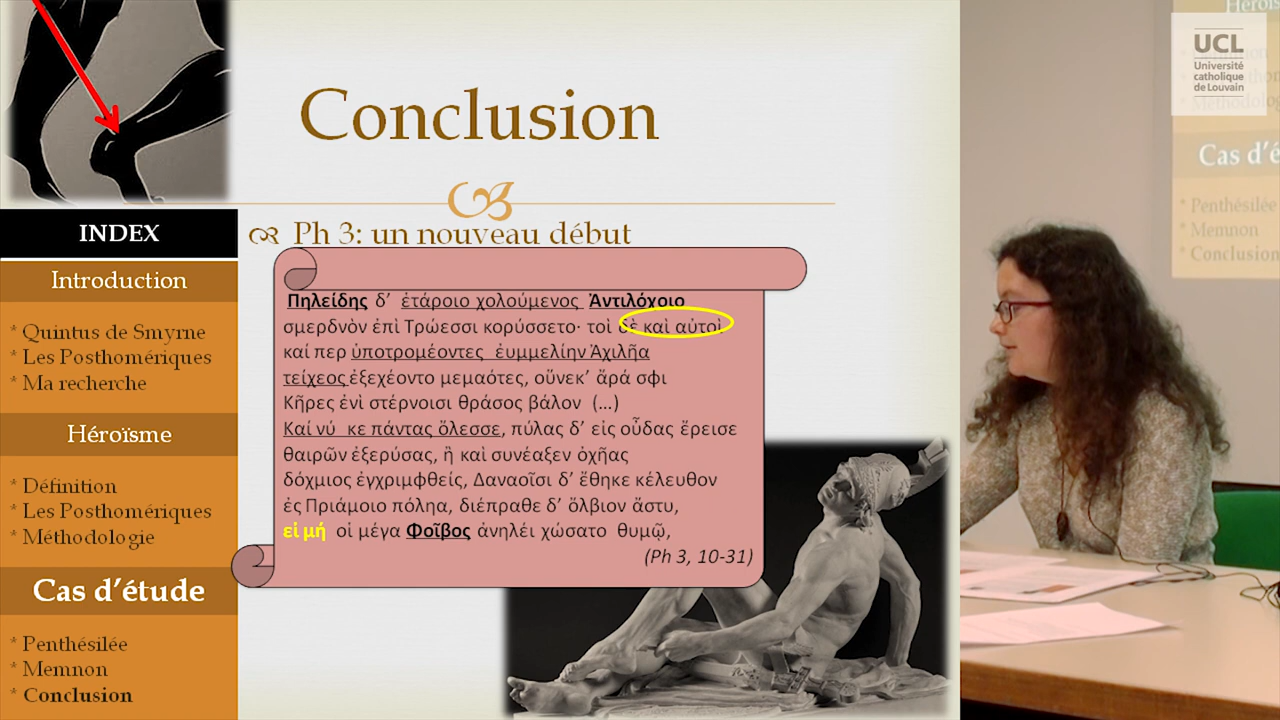 Conclusion
INDEX
Introduction
* Quintus de Smyrne
* Les Posthomériques
* Ma recherche
Héroïsme
* Définition
* Les Posthomériques
* Méthodologie
Cas d’étude
* Penthésilée
* Memnon
* Conclusion
Ph 3: un nouveau début
Πηλείδης δ’ ἑτάροιο χολούμενος Ἀντιλόχοιο
σμερδνὸν ἐπὶ Τρώεσσι κορύσσετο· τοὶ δὲ καὶ αὐτοὶ
καί περ ὑποτρομέοντες ἐυμμελίην Ἀχιλῆα
τείχεος ἐξεχέοντο μεμαότες, οὕνεκ’ ἄρά σφι
Κῆρες ἐνὶ στέρνοισι θράσος βάλον (…)
Καί νύ κε πάντας ὄλεσσε, πύλας δ’ εἰς οὖδας ἔρεισε
θαιρῶν ἐξερύσας, ἢ καὶ συνέαξεν ὀχῆας
δόχμιος ἐγχριμφθείς, Δαναοῖσι δ’ ἔθηκε κέλευθον
ἐς Πριάμοιο πόληα, διέπραθε δ’ ὄλβιον ἄστυ,
εἰ μή οἱ μέγα Φοῖβος ἀνηλέι χώσατο θυμῷ,
(Ph 3, 10-31)
UCL
Université
catholique
de Louvain
Cas d’é
* Penthésilée
* Memnon
* Conclusion